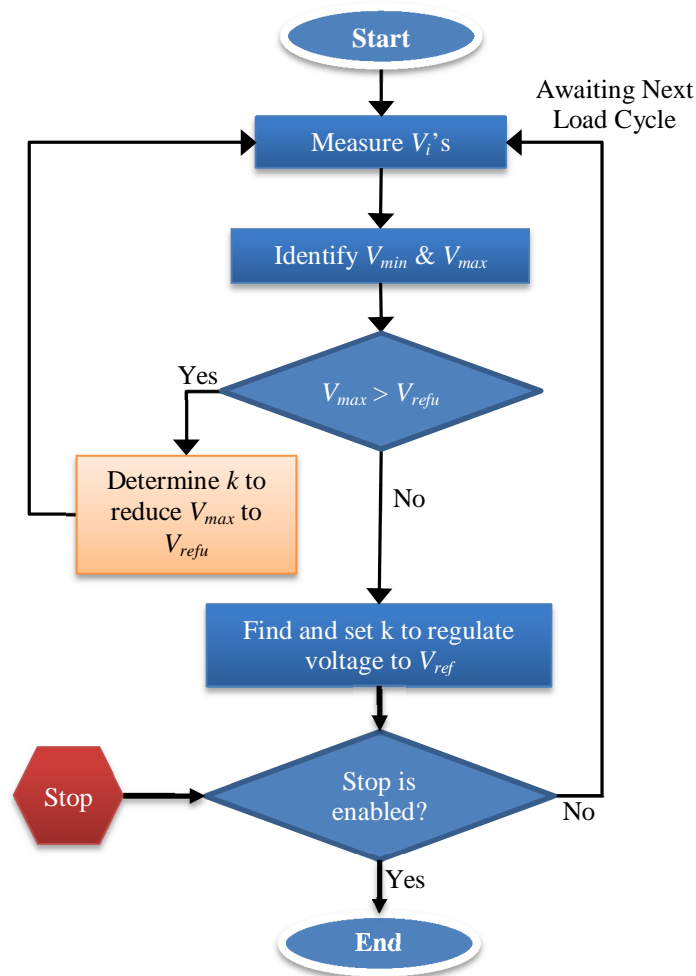 Start
Awaiting Next
Load Cycle
Measure Vi's
Identify Vmin & Vmax
Yes
Vmax > Vrefu
Determine k to
reduce Vmax to
Vrefu
No
Find and set k to regulate
voltage to Vref
Stop
Stop is
enabled?
No
Yes
End